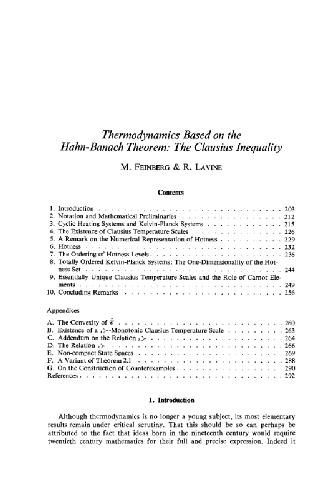 Thermodynamics Based on the
Hahn-Banach Theorem: The Clausius Inequality
M. FEINBERG & R. LAVINE
Contents
1. Introduction . . . . . . . . . . . . . . . . . . . . 203
2. Notation and Mathematical Preliminaries . . . . . . . . . . 212
3. Cyclic Heating Systems and Kelvin-Planck Systems . . . . . . . . 215
4. The Existence of Clausius Temperature Scales . . . . . . . . . 226
5. A Remark on the Numerical Representation of Hotness . . . . . . . 229
6. Hotness . . . . . . . . . . . . . . . . . . . . 232
7. The Ordering of Hotness Levels . . . . . . . . . . . . . 236
8. Totally Ordered Kelvin-Planck Systems: The One-Dimensionality of the Hot-
ness Set . . . . . . . . . . . . . . . . . . . . 244
9. Essentially Unique Clausius Temperature Scales and the Role of Carnot Ele-
ments . . . . . . . . . . . . . . . . . . . . 249
10. Concluding Remarks . . . . . . . . . . . . . . . . 256
Appendices
A. The Convexity of . . . . . . . . . . . . . . . . . 260
B. Existence of a -Monotonic Clausius Temperature Scale . . . . . . . 263
C. Addendum on the Relation . . . . . . . . . . . . . . 264
D. The Relation . . . . . . . . . . . . . . . . . . 266
E. Non-compact State Spaces . . . . . . . . . . . . . . 269
F. A Variant of Theorem 2.1 . . . . . . . . . . . . . . 288
G. On the Construction of Counterexamples . . . . . . . . . . 290
References . . . . . . . . . . . . . . . . . . . . 292
1. Introduction
Although thermodynamics is no longer a young subject, its most elementary
results remain under critical scrutiny. That this should be so can perhaps be
attributed to the fact that ideas born in the nineteenth century would require
twentieth century mathematics for their full and precise expression. Indeed it